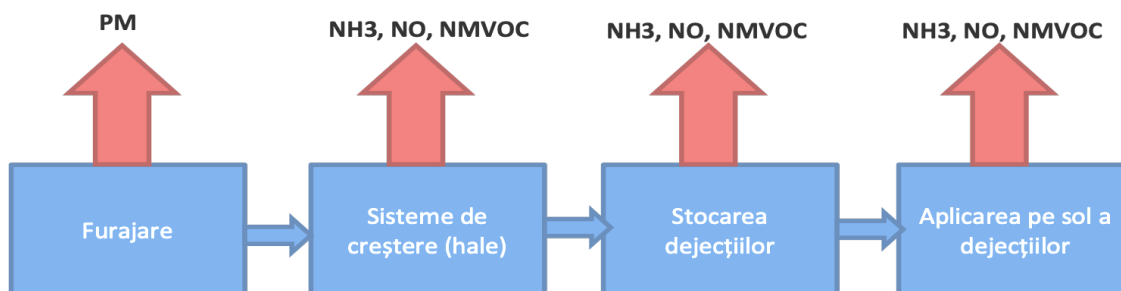 PM
NH3, NO, NMVOC
NH3, NO, NMVOC
NH3, NO, NMVOC
Furajare
Sisteme de
creștere (hale)
Stocarea
dejecțiilor
Aplicarea pe sol a
dejecțiilor